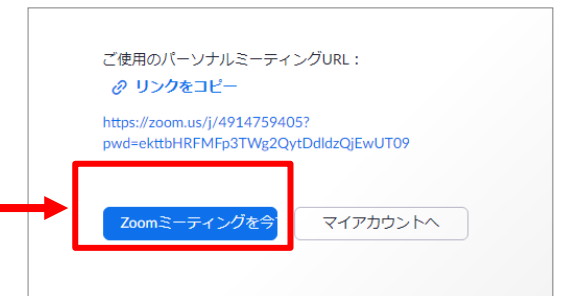 ご使用のパーソナルミーティングURL：
リンクをコピー
https://zoom.us/j/4914759405?
pwd=ekttbHRFMFp3TWg2QytDdldzQjEwUT09
Zoomミーティングを今
マイアカウントへ